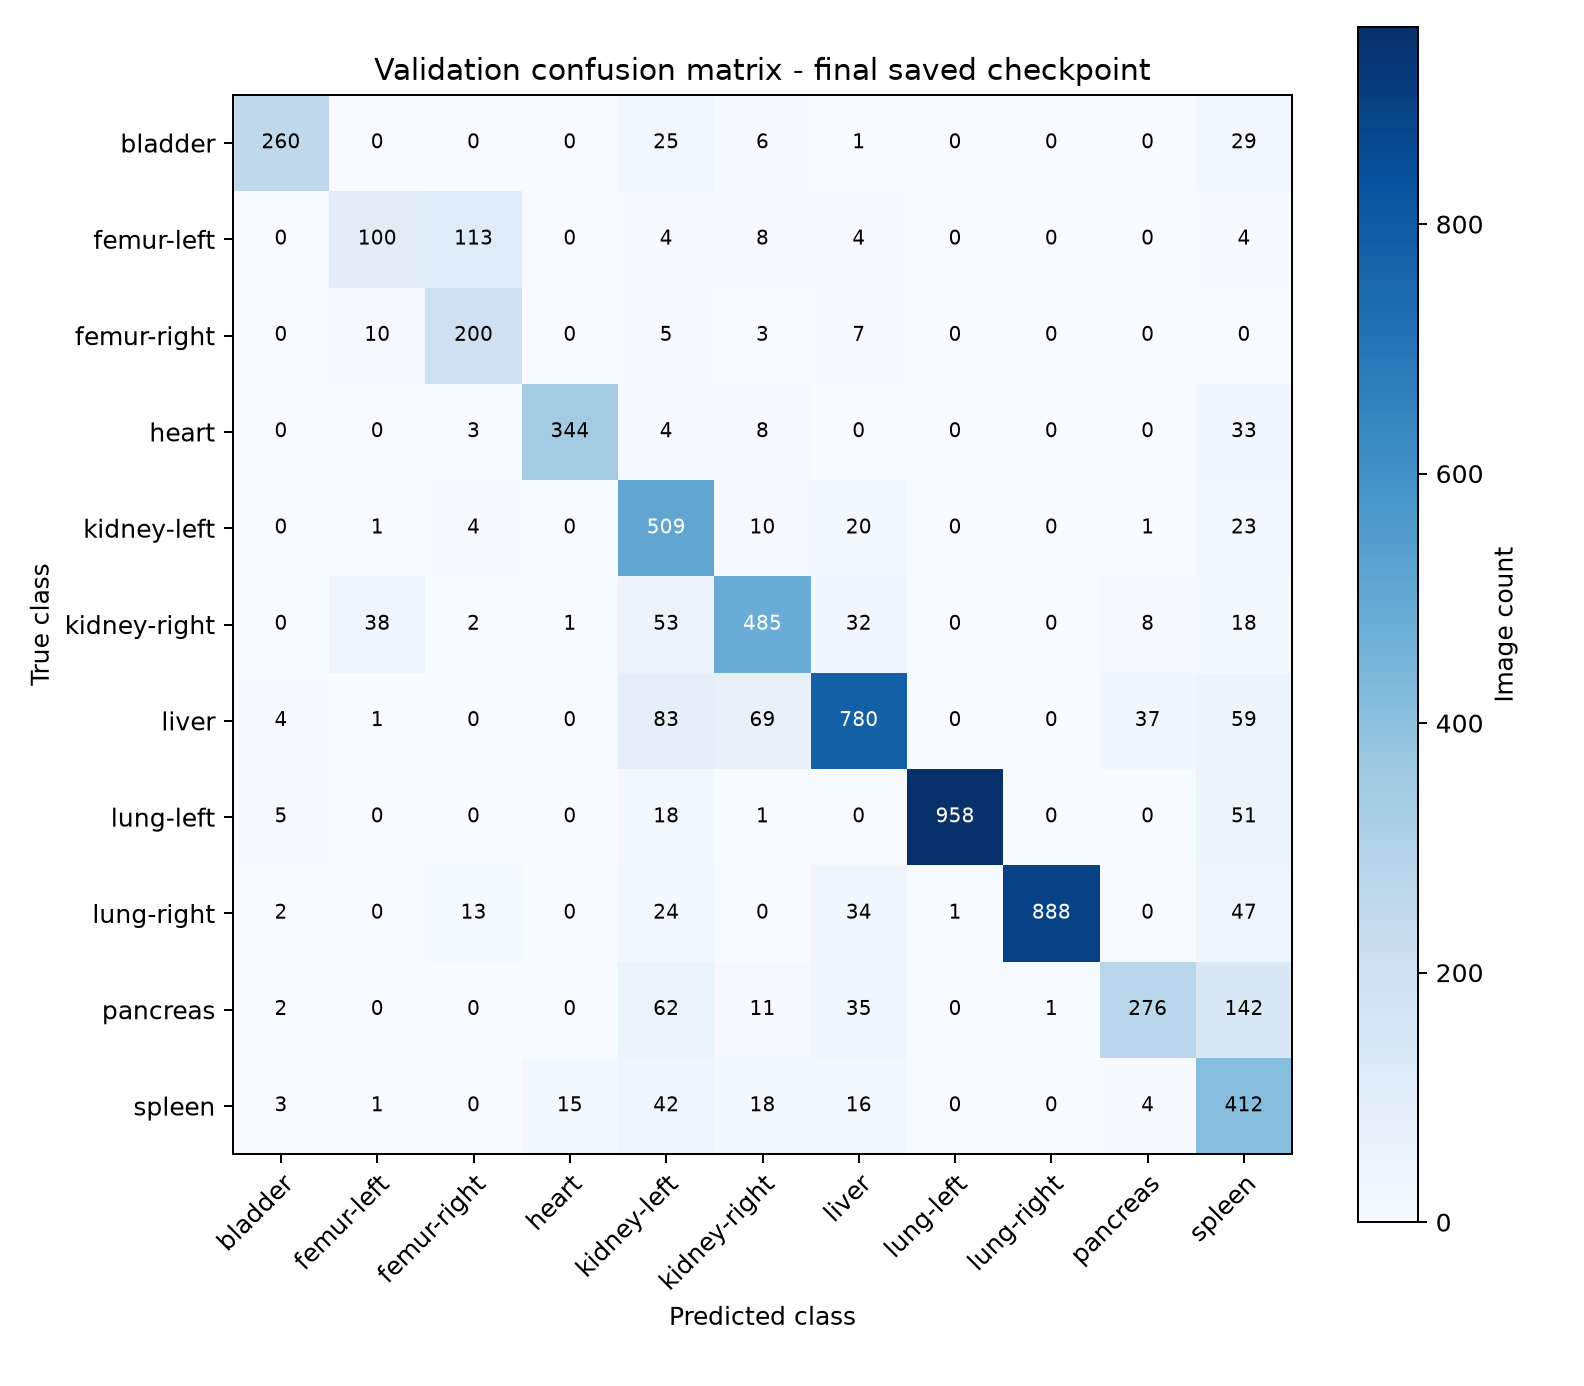 Validation confusion matrix - final saved checkpoint
bladder 260 0 0 0 25 6 1 0 0 0 29
femur-left 0 100 113 0 4 8 4 0 0 0 4
femur-right 0 10 200 0 5 3 7 0 0 0 0
heart 0 0 3 344 4 8 0 0 0 0 33
kidney-left 0 1 4 0 509 10 20 0 0 1 23
kidney-right 0 38 2 1 53 485 32 0 0 8 18
liver 4 1 0 0 83 69 780 0 0 37 59
lung-left 5 0 0 0 18 1 0 958 0 0 51
lung-right 2 0 13 0 24 0 34 1 888 0 47
pancreas 2 0 0 0 62 11 35 0 1 276 142
spleen 3 1 0 15 42 18 16 0 0 4 412
bladder femur-left femur-right heart kidney-left kidney-right liver lung-left lung-right pancreas spleen
Predicted class
True class
800
600
400
200
0
Image count